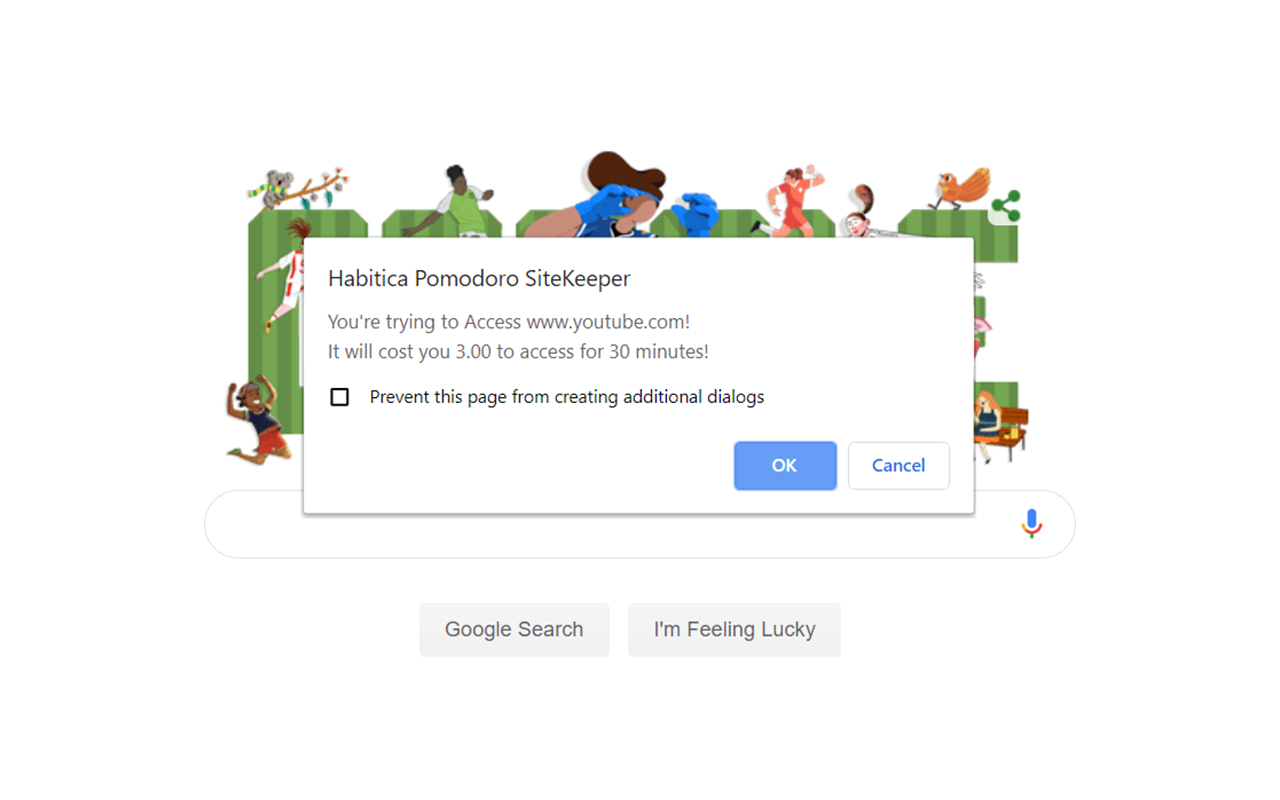 Habitica Pomodoro SiteKeeper
You're trying to Access www.youtube.com!
It will cost you 3.00 to access for 30 minutes!
Prevent this page from creating additional dialogs
OK
Cancel
Google Search
I'm Feeling Lucky